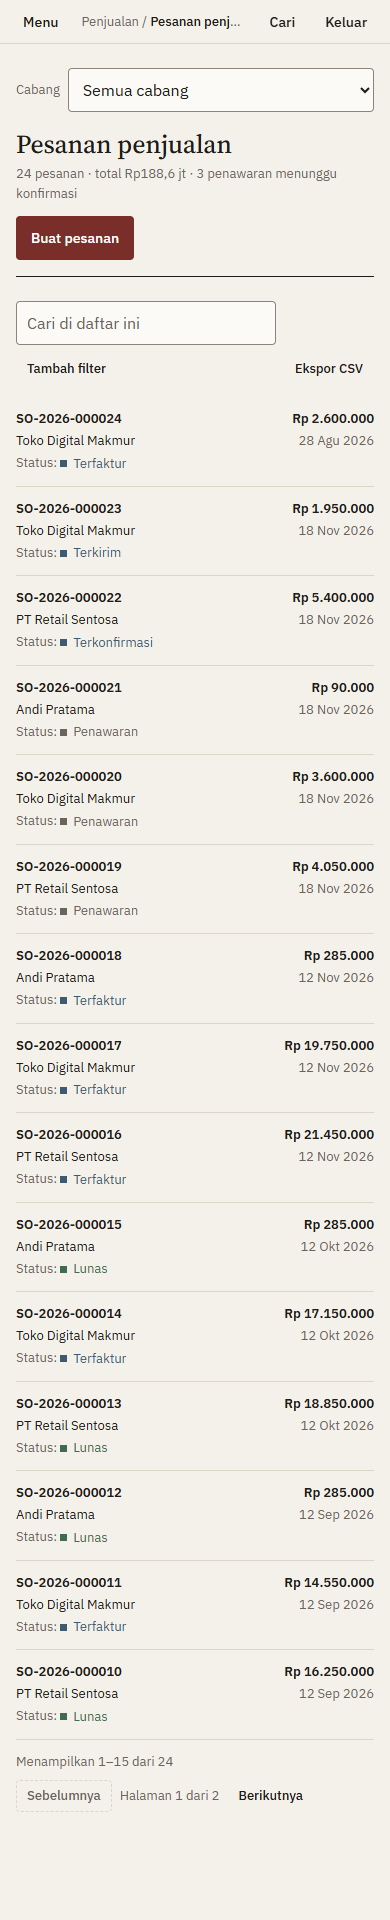 Menu Penjualan / Pesanan penj... Cari Keluar
Cabang Semua cabang
Pesanan penjualan
24 pesanan · total Rp188,6 jt · 3 penawaran menunggu
konfirmasi
Buat pesanan
Cari di daftar ini
Tambah filter Ekspor CSV
SO-2026-000024 Rp 2.600.000
Toko Digital Makmur 28 Agu 2026
Status: Terfaktur
SO-2026-000023 Rp 1.950.000
Toko Digital Makmur 18 Nov 2026
Status: Terkirim
SO-2026-000022 Rp 5.400.000
PT Retail Sentosa 18 Nov 2026
Status: Terkonfirmasi
SO-2026-000021 Rp 90.000
Andi Pratama 18 Nov 2026
Status: Penawaran
SO-2026-000020 Rp 3.600.000
Toko Digital Makmur 18 Nov 2026
Status: Penawaran
SO-2026-000019 Rp 4.050.000
PT Retail Sentosa 18 Nov 2026
Status: Penawaran
SO-2026-000018 Rp 285.000
Andi Pratama 12 Nov 2026
Status: Terfaktur
SO-2026-000017 Rp 19.750.000
Toko Digital Makmur 12 Nov 2026
Status: Terfaktur
SO-2026-000016 Rp 21.450.000
PT Retail Sentosa 12 Nov 2026
Status: Terfaktur
SO-2026-000015 Rp 285.000
Andi Pratama 12 Okt 2026
Status: Lunas
SO-2026-000014 Rp 17.150.000
Toko Digital Makmur 12 Okt 2026
Status: Terfaktur
SO-2026-000013 Rp 18.850.000
PT Retail Sentosa 12 Okt 2026
Status: Lunas
SO-2026-000012 Rp 285.000
Andi Pratama 12 Sep 2026
Status: Lunas
SO-2026-000011 Rp 14.550.000
Toko Digital Makmur 12 Sep 2026
Status: Terfaktur
SO-2026-000010 Rp 16.250.000
PT Retail Sentosa 12 Sep 2026
Status: Lunas
Menampilkan 1–15 dari 24
Sebelumnya Halaman 1 dari 2 Berikutnya